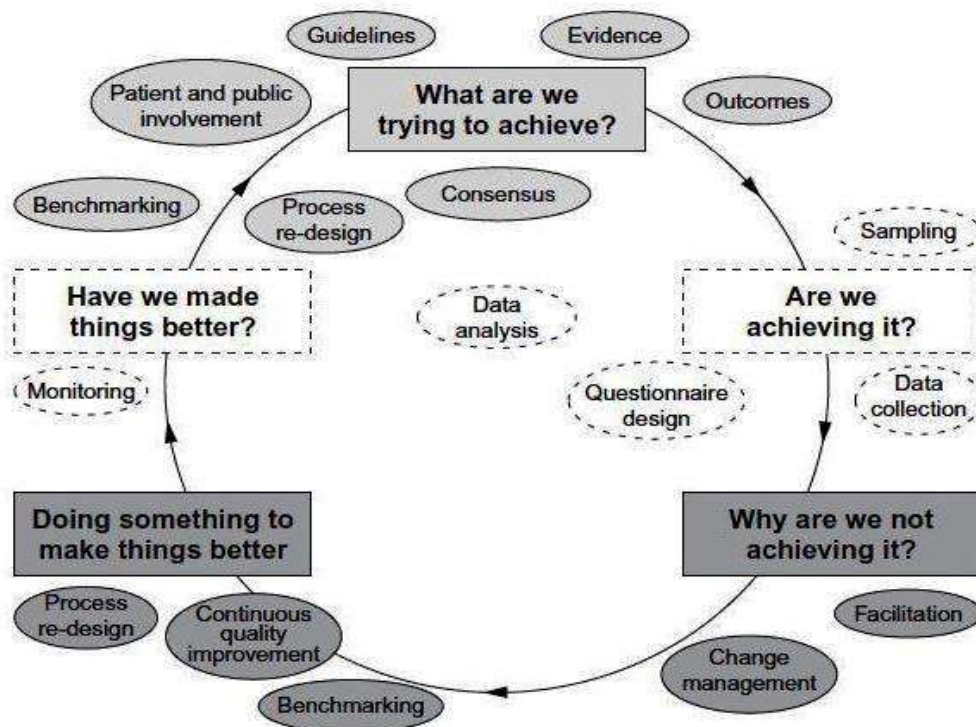 Guidelines
Evidence
Patient and public
involvement
What are we
trying to achieve?
Outcomes
Benchmarking
Process
re-design
Consensus
Sampling
Have we made
things better?
Data
analysis
Are we
achieving it?
Monitoring
Questionnaire
design
Data
collection
Doing something to
make things better
Why are we not
achieving it?
Process
re-design
Continuous
quality
improvement
Facilitation
Benchmarking
Change
management